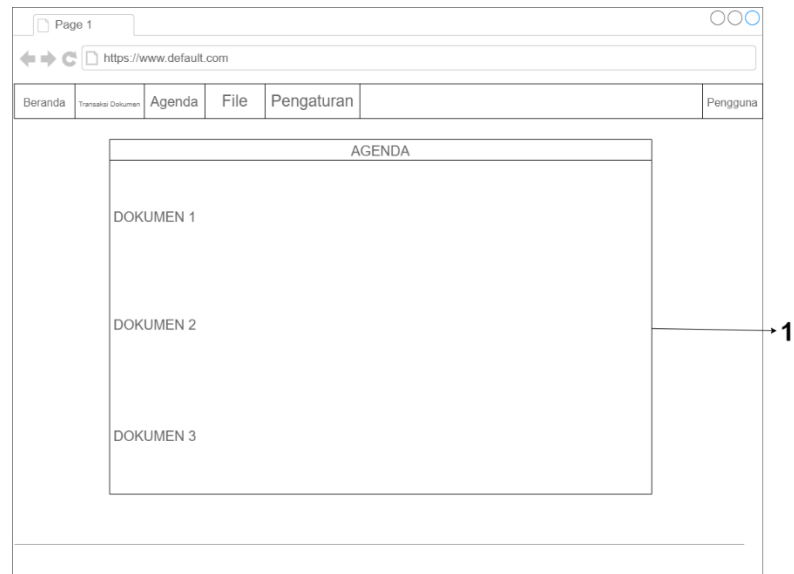 Page 1
https://www.default.com
Beranda Transaksi Dokumen Agenda File Pengaturan Pengguna
AGENDA
DOKUMEN 1
DOKUMEN 2
1
DOKUMEN 3